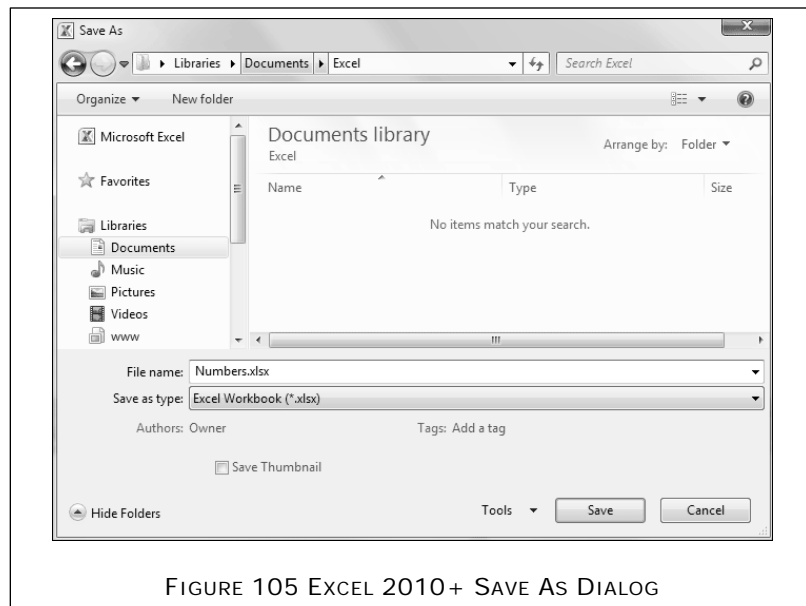 Save As
Libraries Documents Excel Search Excel
Organize New folder
Microsoft Excel
Favorites
Libraries
Documents
Music
Pictures
Videos
www
Documents library
Excel
Arrange by: Folder
Name Type Size
No items match your search.
File name: Numbers.xlsx
Save as type: Excel Workbook (*.xlsx)
Authors: Owner Tags: Add a tag
Save Thumbnail
Hide Folders Tools Save Cancel
FIGURE 105 EXCEL 2010+ SAVE AS DIALOG